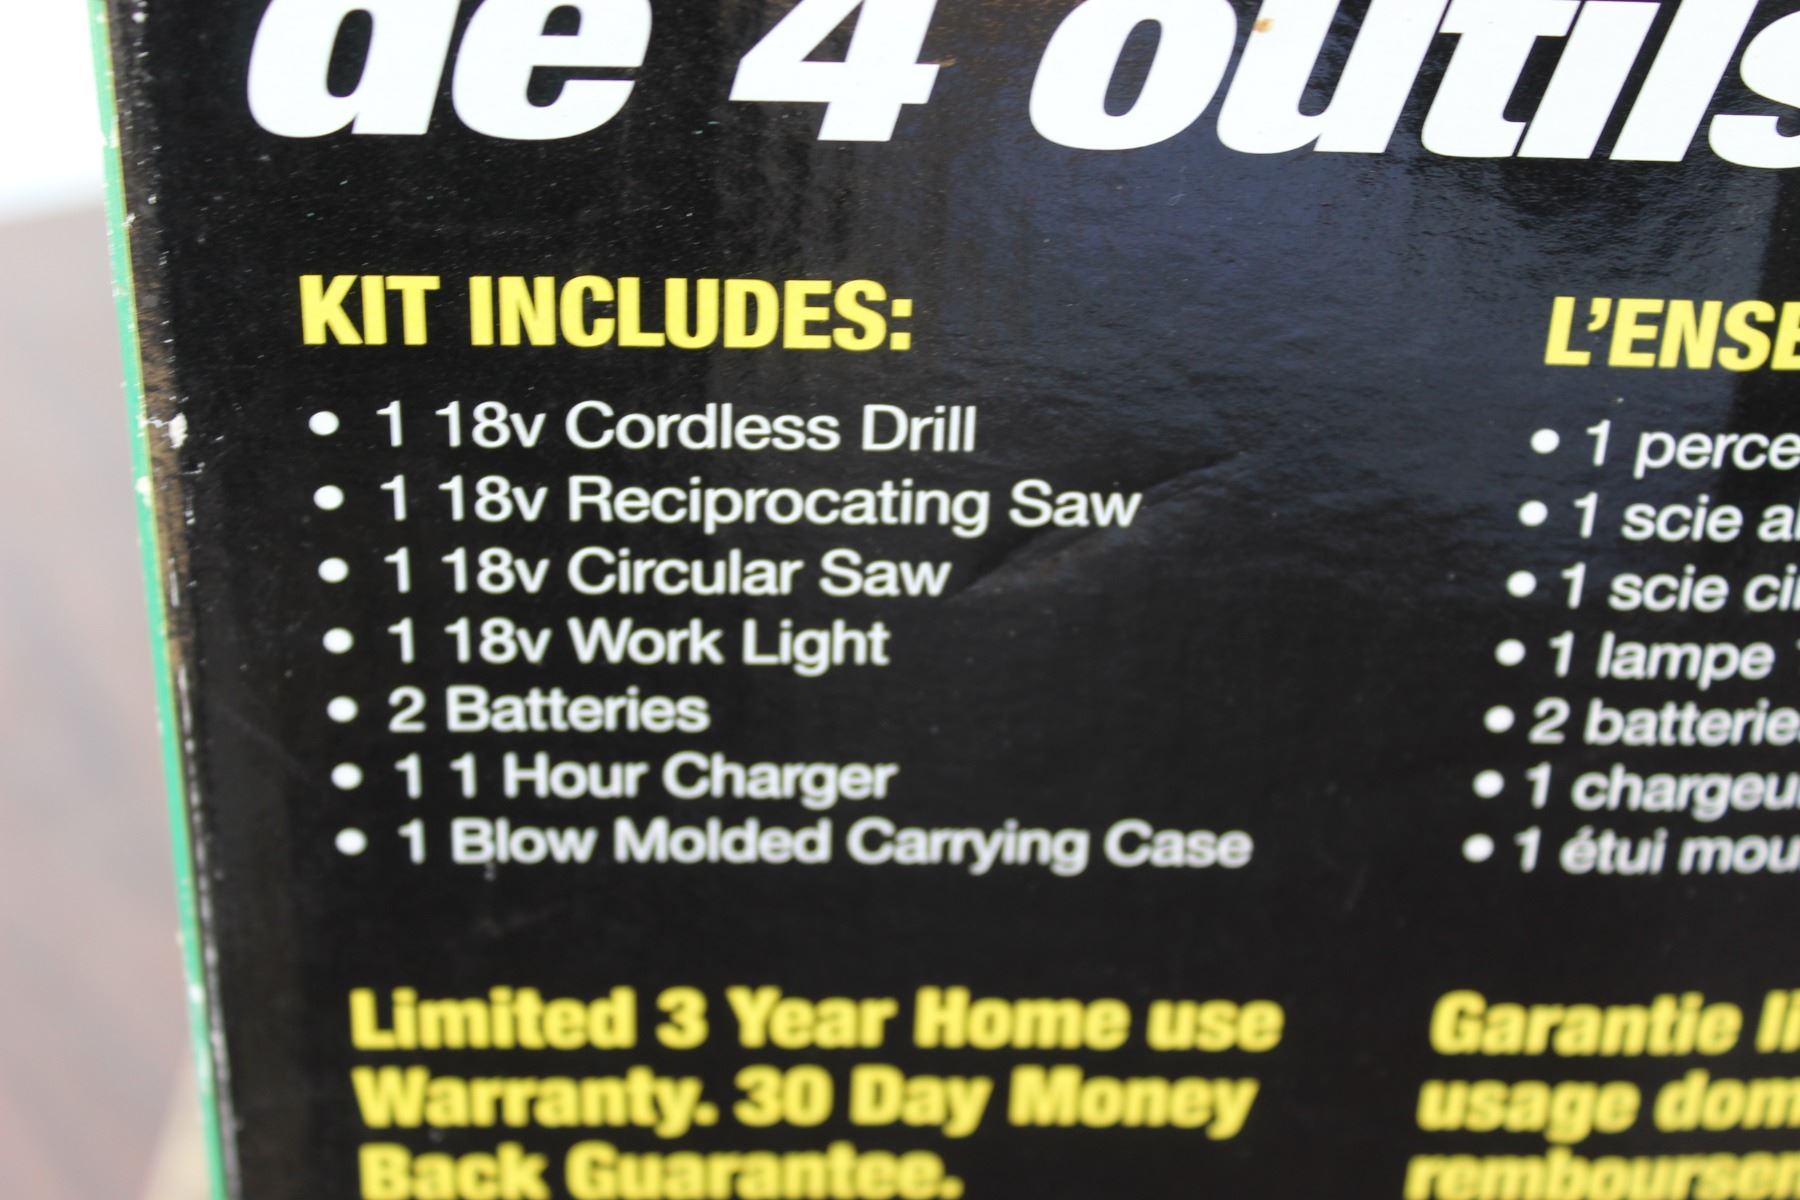 de 4 outils
KIT INCLUDES:
• 1 18v Cordless Drill
• 1 18v Reciprocating Saw
• 1 18v Circular Saw
• 1 18v Work Light
• 2 Batteries
• 1 1 Hour Charger
• 1 Blow Molded Carrying Case
Limited 3 Year Home use
Warranty. 30 Day Money
Back Guarantee.
L'ENSE
• 1 perce
• 1 scie al
• 1 scie cir
• 1 lampe
• 2 batterie
• 1 chargeu
• 1 étui mou
Garantie li
usage dom
rembourse